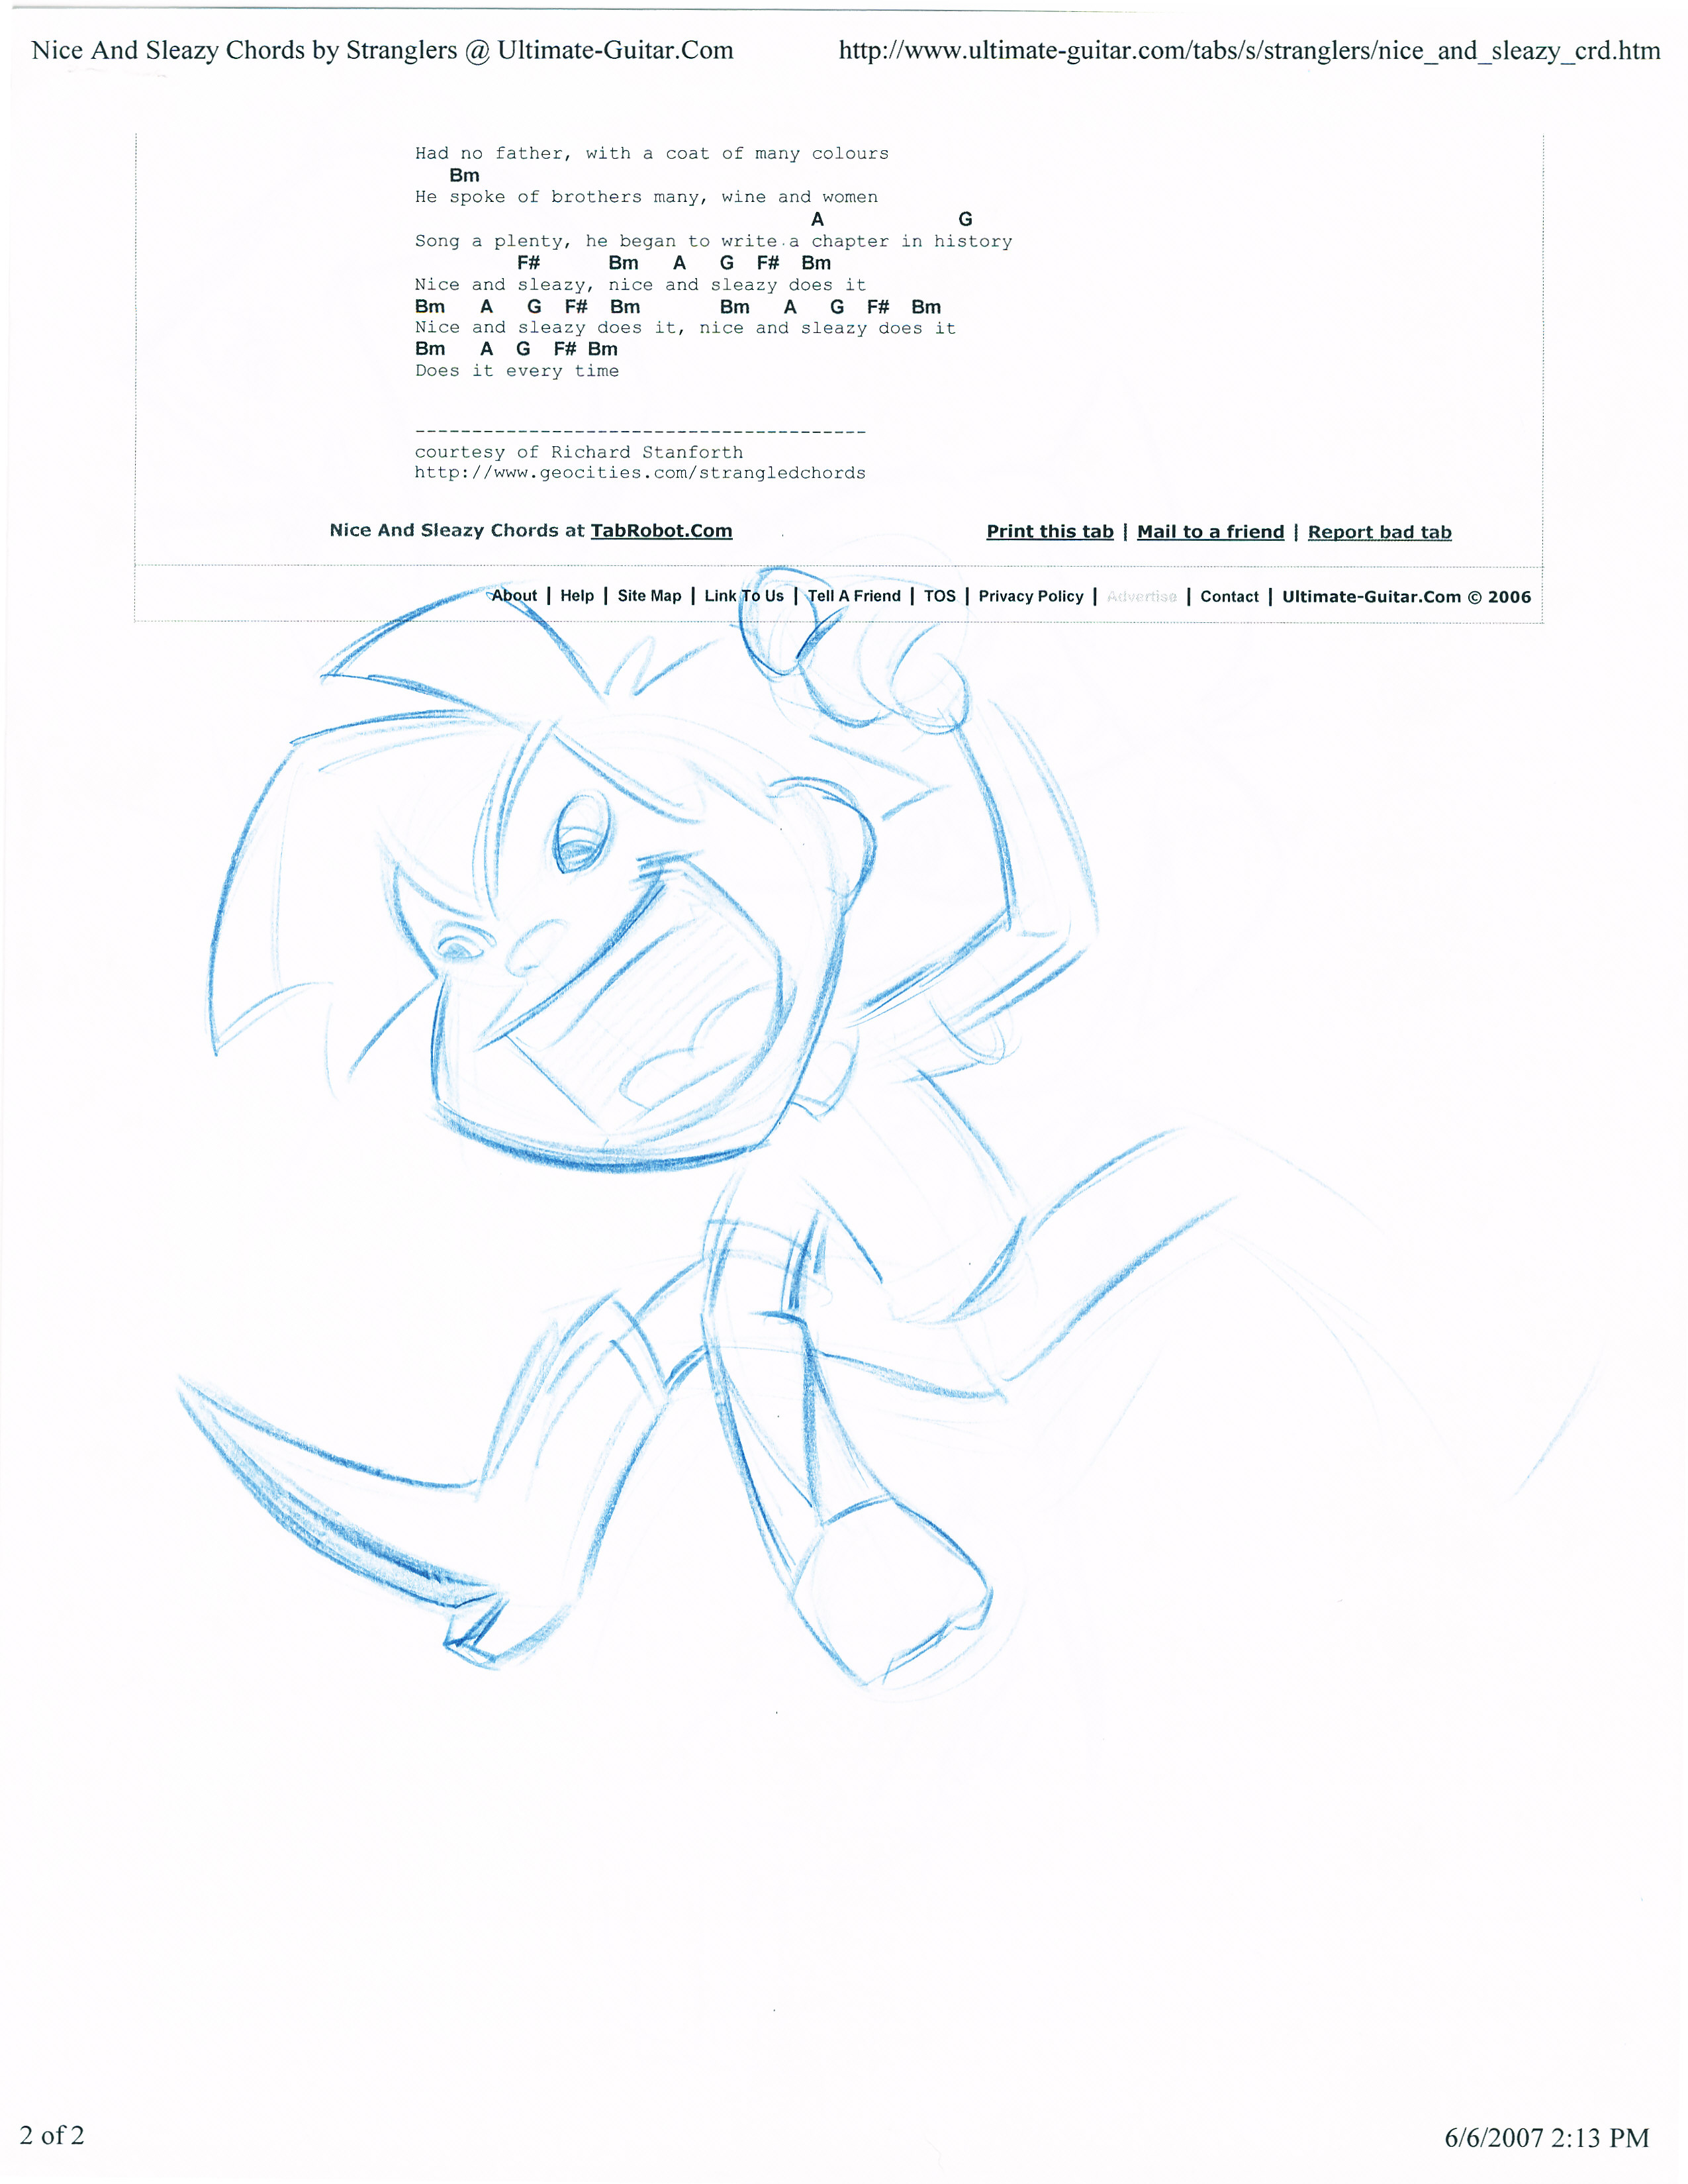 Nice And Sleazy Chords by Stranglers @ Ultimate-Guitar.Com http://www.ultimate-guitar.com/tabs/s/stranglers/nice_and_sleazy_crd.htm
Had no father, with a coat of many colours
Bm
He spoke of brothers many, wine and women
A G
Song a plenty, he began to write a chapter in history
F# Bm A G F# Bm
Nice and sleazy, nice and sleazy does it
Bm A G F# Bm Bm A G F# Bm
Nice and sleazy does it, nice and sleazy does it
Bm A G F# Bm
Does it every time
----------------------------------------
courtesy of Richard Stanforth
http://www.geocities.com/strangledchords
Nice And Sleazy Chords at TabRobot.Com Print this tab | Mail to a friend | Report bad tab
About | Help | Site Map | Link To Us | Tell A Friend | TOS | Privacy Policy | Advertise | Contact | Ultimate-Guitar.Com © 2006
2 of 2 6/6/2007 2:13 PM